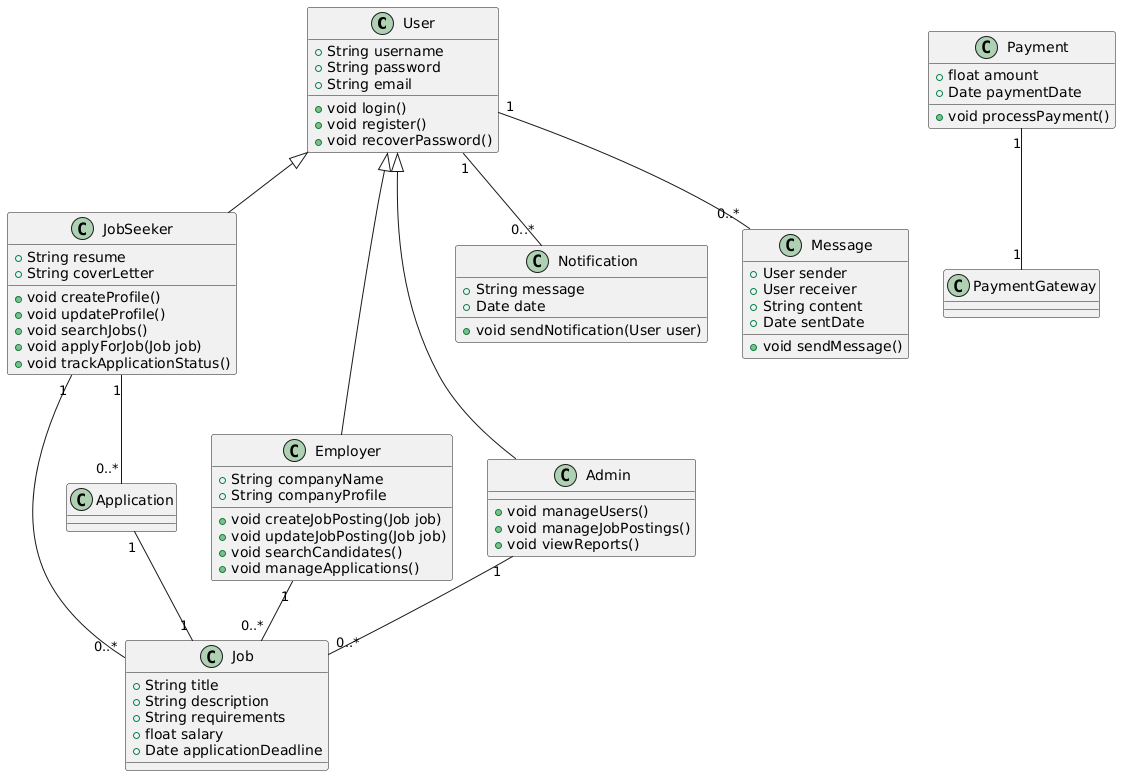 C User
String username
String password
String email
void login()
void register()
void recoverPassword()
C Payment
float amount
Date paymentDate
void processPayment()
1
1
1
1
0..*
0..*
C JobSeeker
String resume
String coverLetter
void createProfile()
void updateProfile()
void searchJobs()
void applyForJob(Job job)
void trackApplicationStatus()
C Notification
String message
Date date
void sendNotification(User user)
C Message
User sender
User receiver
String content
Date sentDate
void sendMessage()
1
C PaymentGateway
1
1
0..*
C Application
C Employer
String companyName
String companyProfile
void createJobPosting(Job job)
void updateJobPosting(Job job)
void searchCandidates()
void manageApplications()
C Admin
void manageUsers()
void manageJobPostings()
void viewReports()
1
1
1
1
0..*
0..*
0..*
C Job
String title
String description
String requirements
float salary
Date applicationDeadline